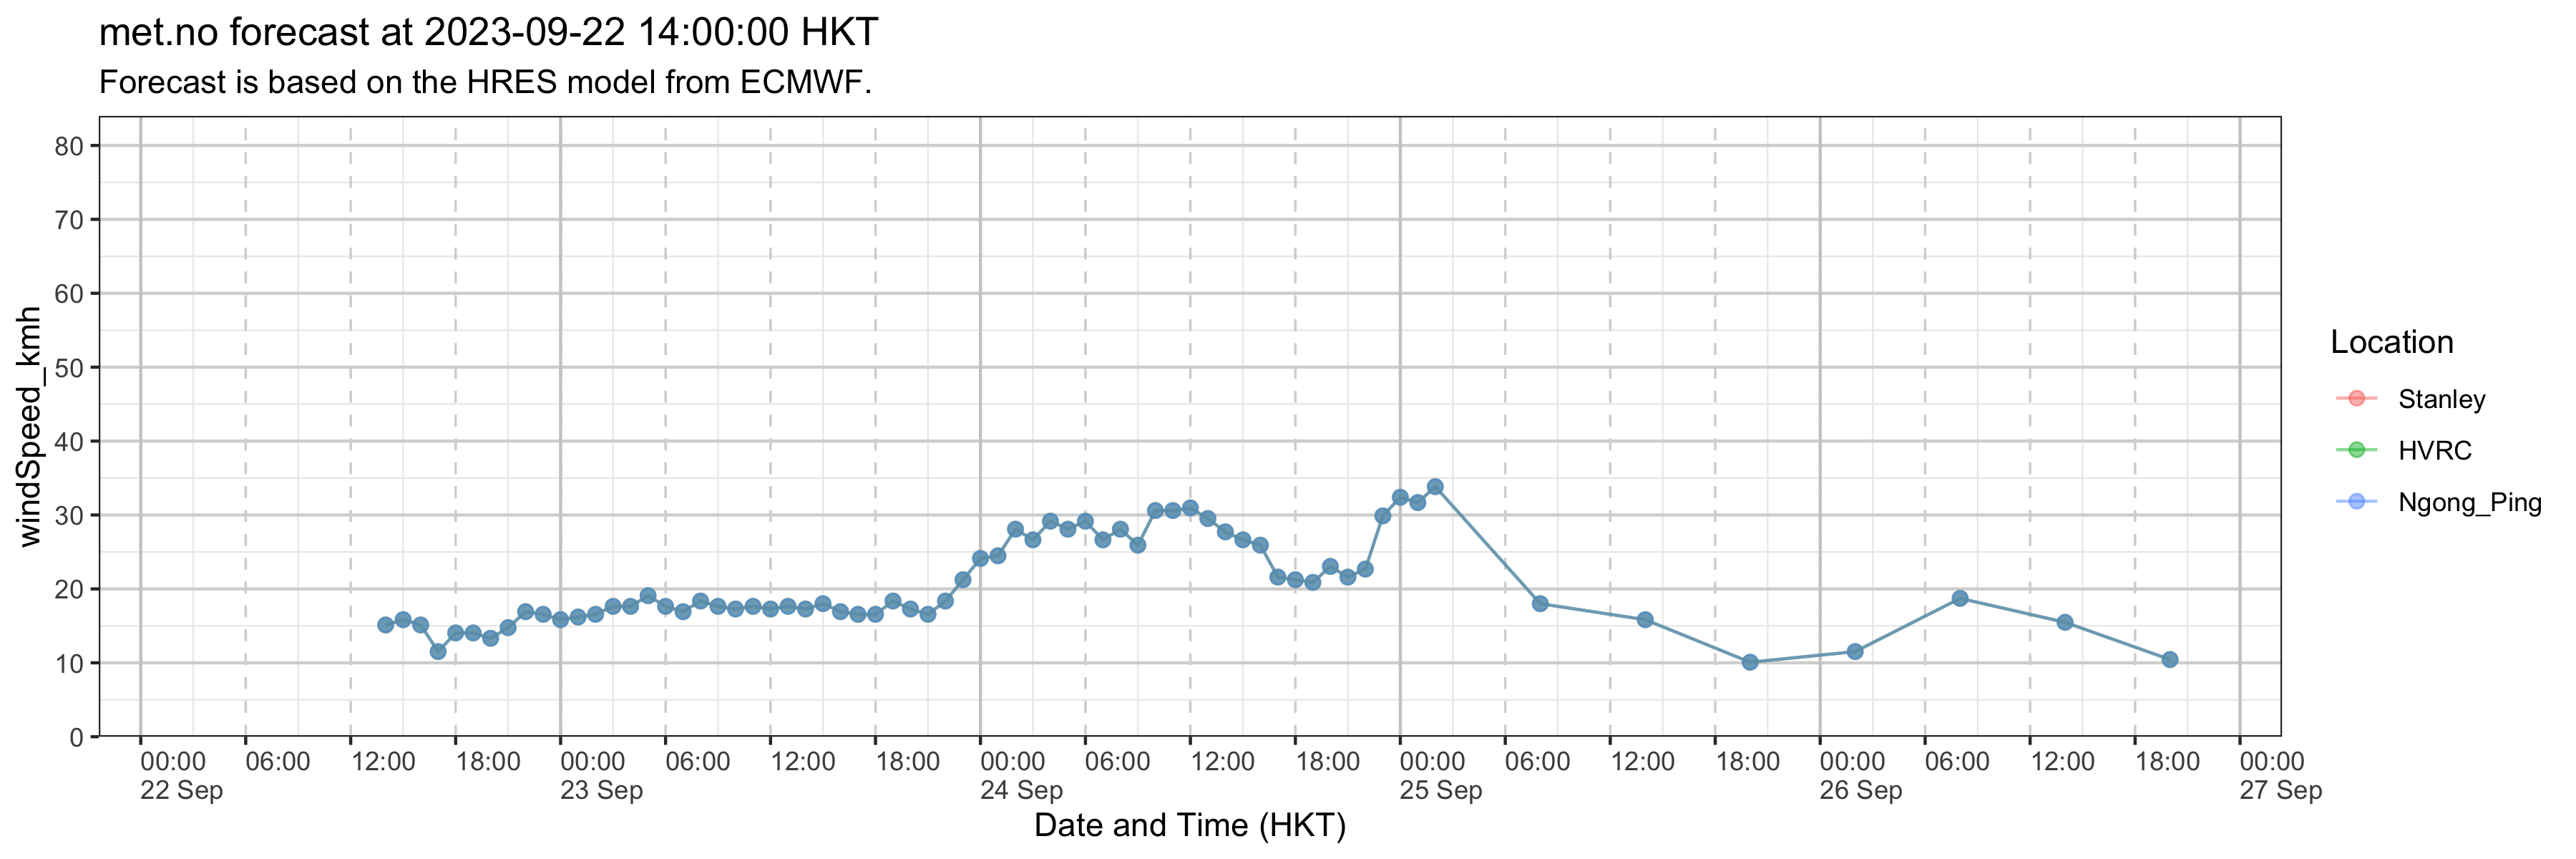 met.no forecast at 2023-09-22 14:00:00 HKT
Forecast is based on the HRES model from ECMWF.
windSpeed_kmh
80
70
60
50
40
30
20
10
0
00:00 06:00 12:00 18:00 00:00 06:00 12:00 18:00 00:00 06:00 12:00 18:00 00:00 06:00 12:00 18:00 00:00 06:00 12:00 18:00 00:00
22 Sep 23 Sep 24 Sep 25 Sep 26 Sep 27 Sep
Date and Time (HKT)
Location
Stanley
HVRC
Ngong_Ping